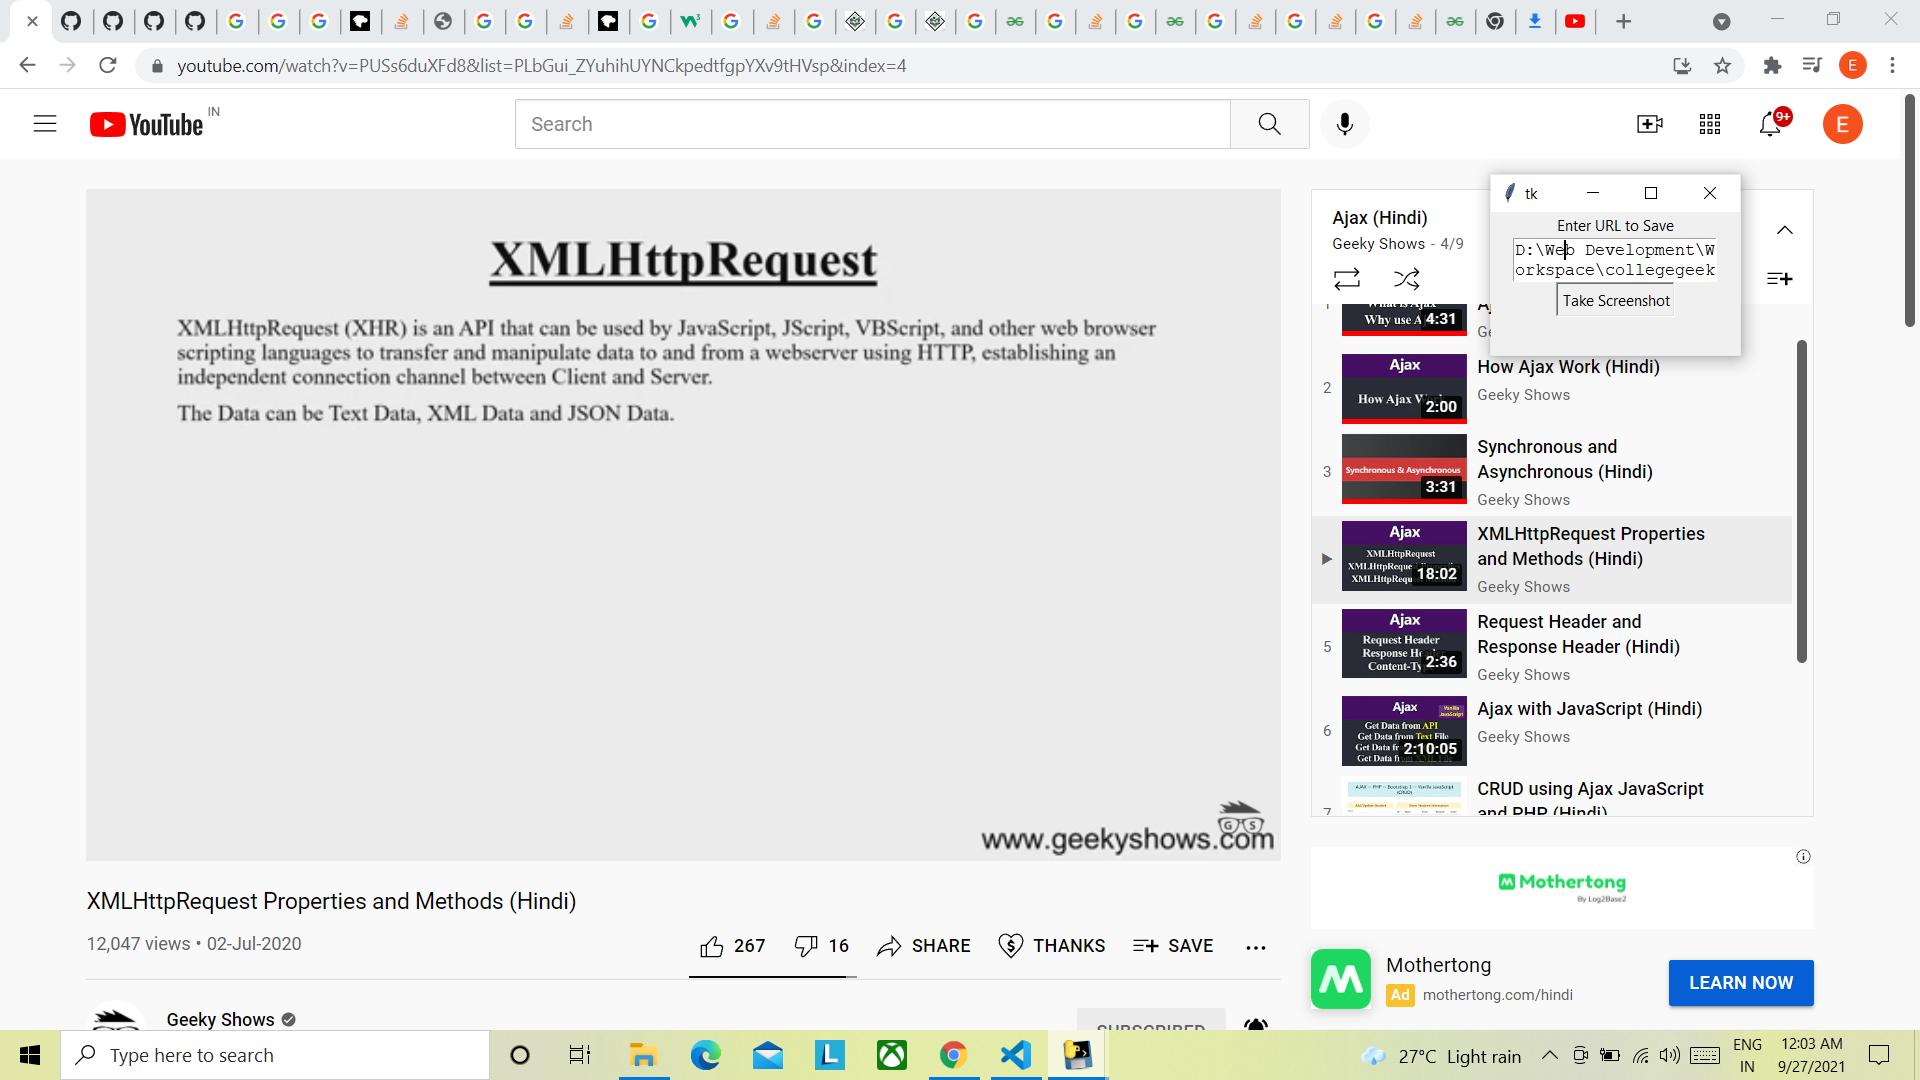 youtube.com/watch?v=PUSs6duXFd8&list=PLbGui_ZYuhihUYNCkpedtfgpYXv9tHVsp&index=4
E
YouTube IN
Search
9+
E
tk
Enter URL to Save
D:\Web Development\W
orkspace\collegegeek
Take Screenshot
XMLHttpRequest
XMLHttpRequest (XHR) is an API that can be used by JavaScript, JScript, VBScript, and other web browser
scripting languages to transfer and manipulate data to and from a webserver using HTTP, establishing an
independent connection channel between Client and Server.
The Data can be Text Data, XML Data and JSON Data.
www.geekyshows.com
GS
Ajax (Hindi)
Geeky Shows - 4/9
Why use
4:31
2
Ajax
How Ajax
2:00
How Ajax Work (Hindi)
Geeky Shows
3
Synchronous & Asynchronous
3:31
Synchronous and
Asynchronous (Hindi)
Geeky Shows
Ajax
XMLHttpRequest
18:02
XMLHttpRequest Properties
and Methods (Hindi)
Geeky Shows
5
Ajax
Request Header
Response
2:36
Request Header and
Response Header (Hindi)
Geeky Shows
6
Ajax
Vanilla
JavaScript
Get Data from API
Get Data from Text File
2:10:05
Ajax with JavaScript (Hindi)
Geeky Shows
7
CRUD using Ajax JavaScript
and PHP (Hindi)
XMLHttpRequest Properties and Methods (Hindi)
12,047 views • 02-Jul-2020
267
16
SHARE
THANKS
SAVE
Geeky Shows
SUBSCRIBED
Mothertong
By Log2Base2
Mothertong
Ad mothertong.com/hindi
LEARN NOW
Type here to search
L
27°C Light rain
ENG
IN
12:03 AM
9/27/2021